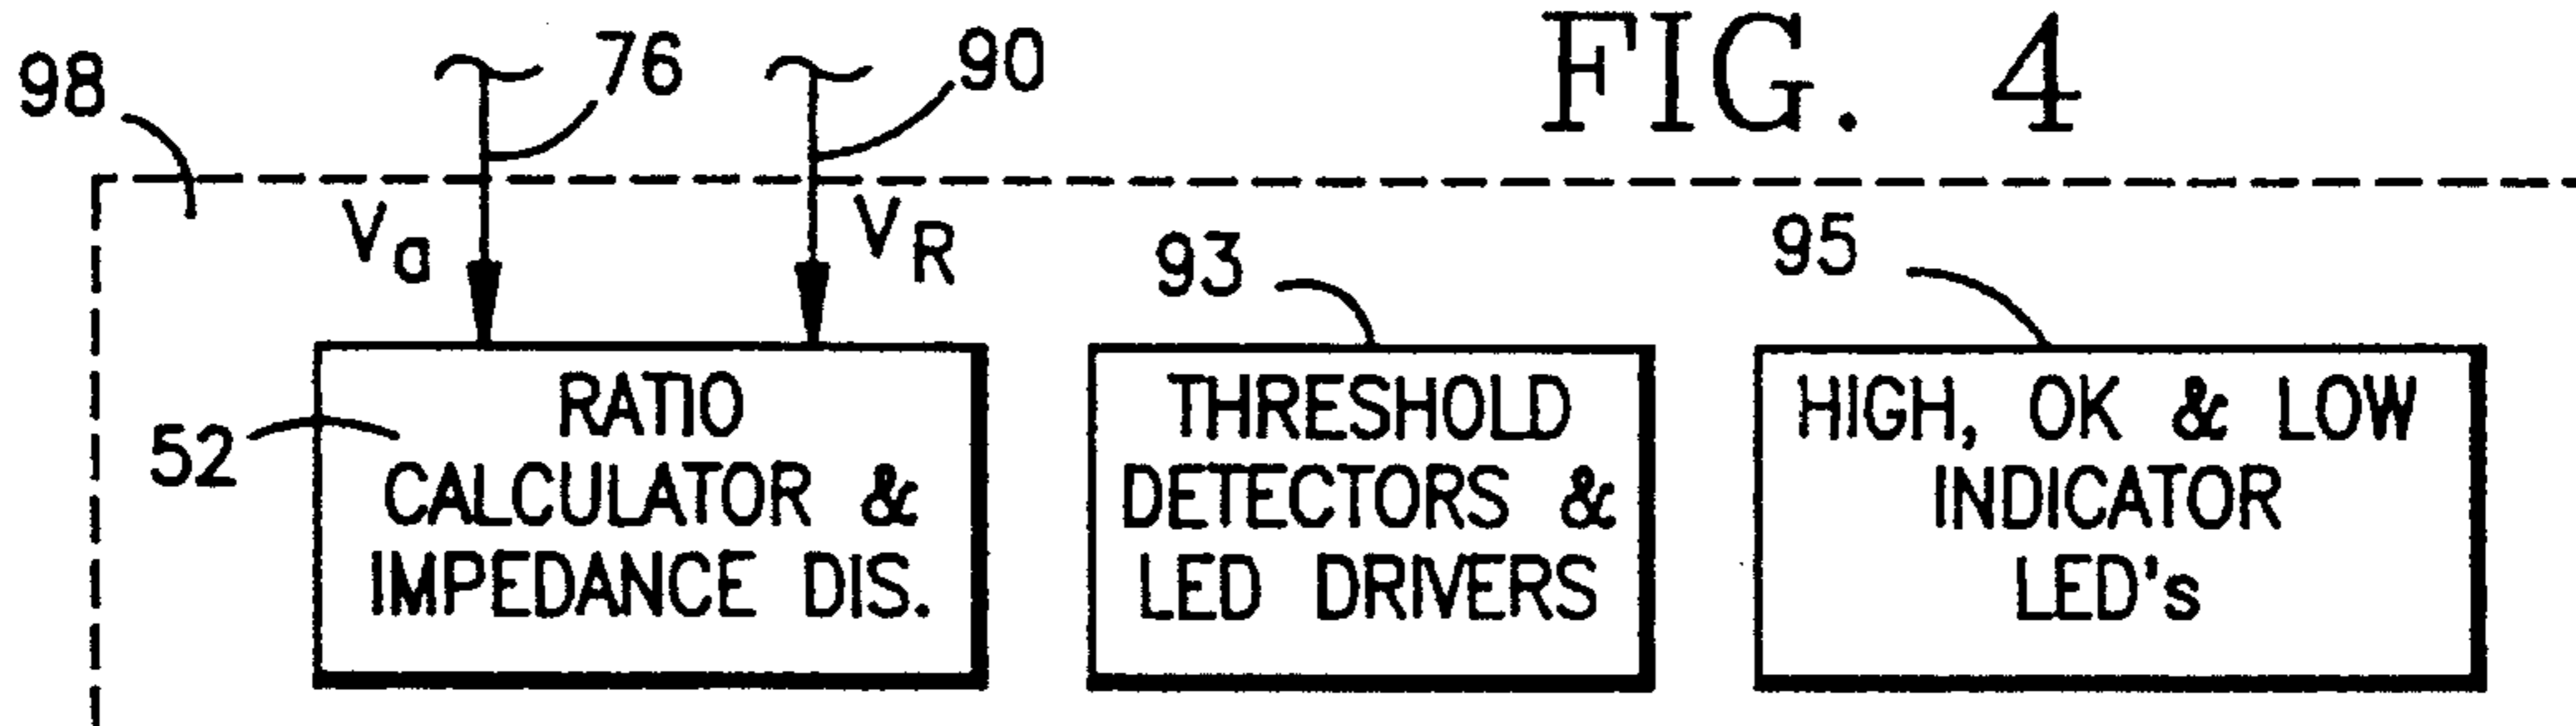 FIG. 4
98
76
90
Va
VR
93
95
52
RATIO
CALCULATOR &
IMPEDANCE DIS.
THRESHOLD
DETECTORS &
LED DRIVERS
HIGH, OK & LOW
INDICATOR
LED's